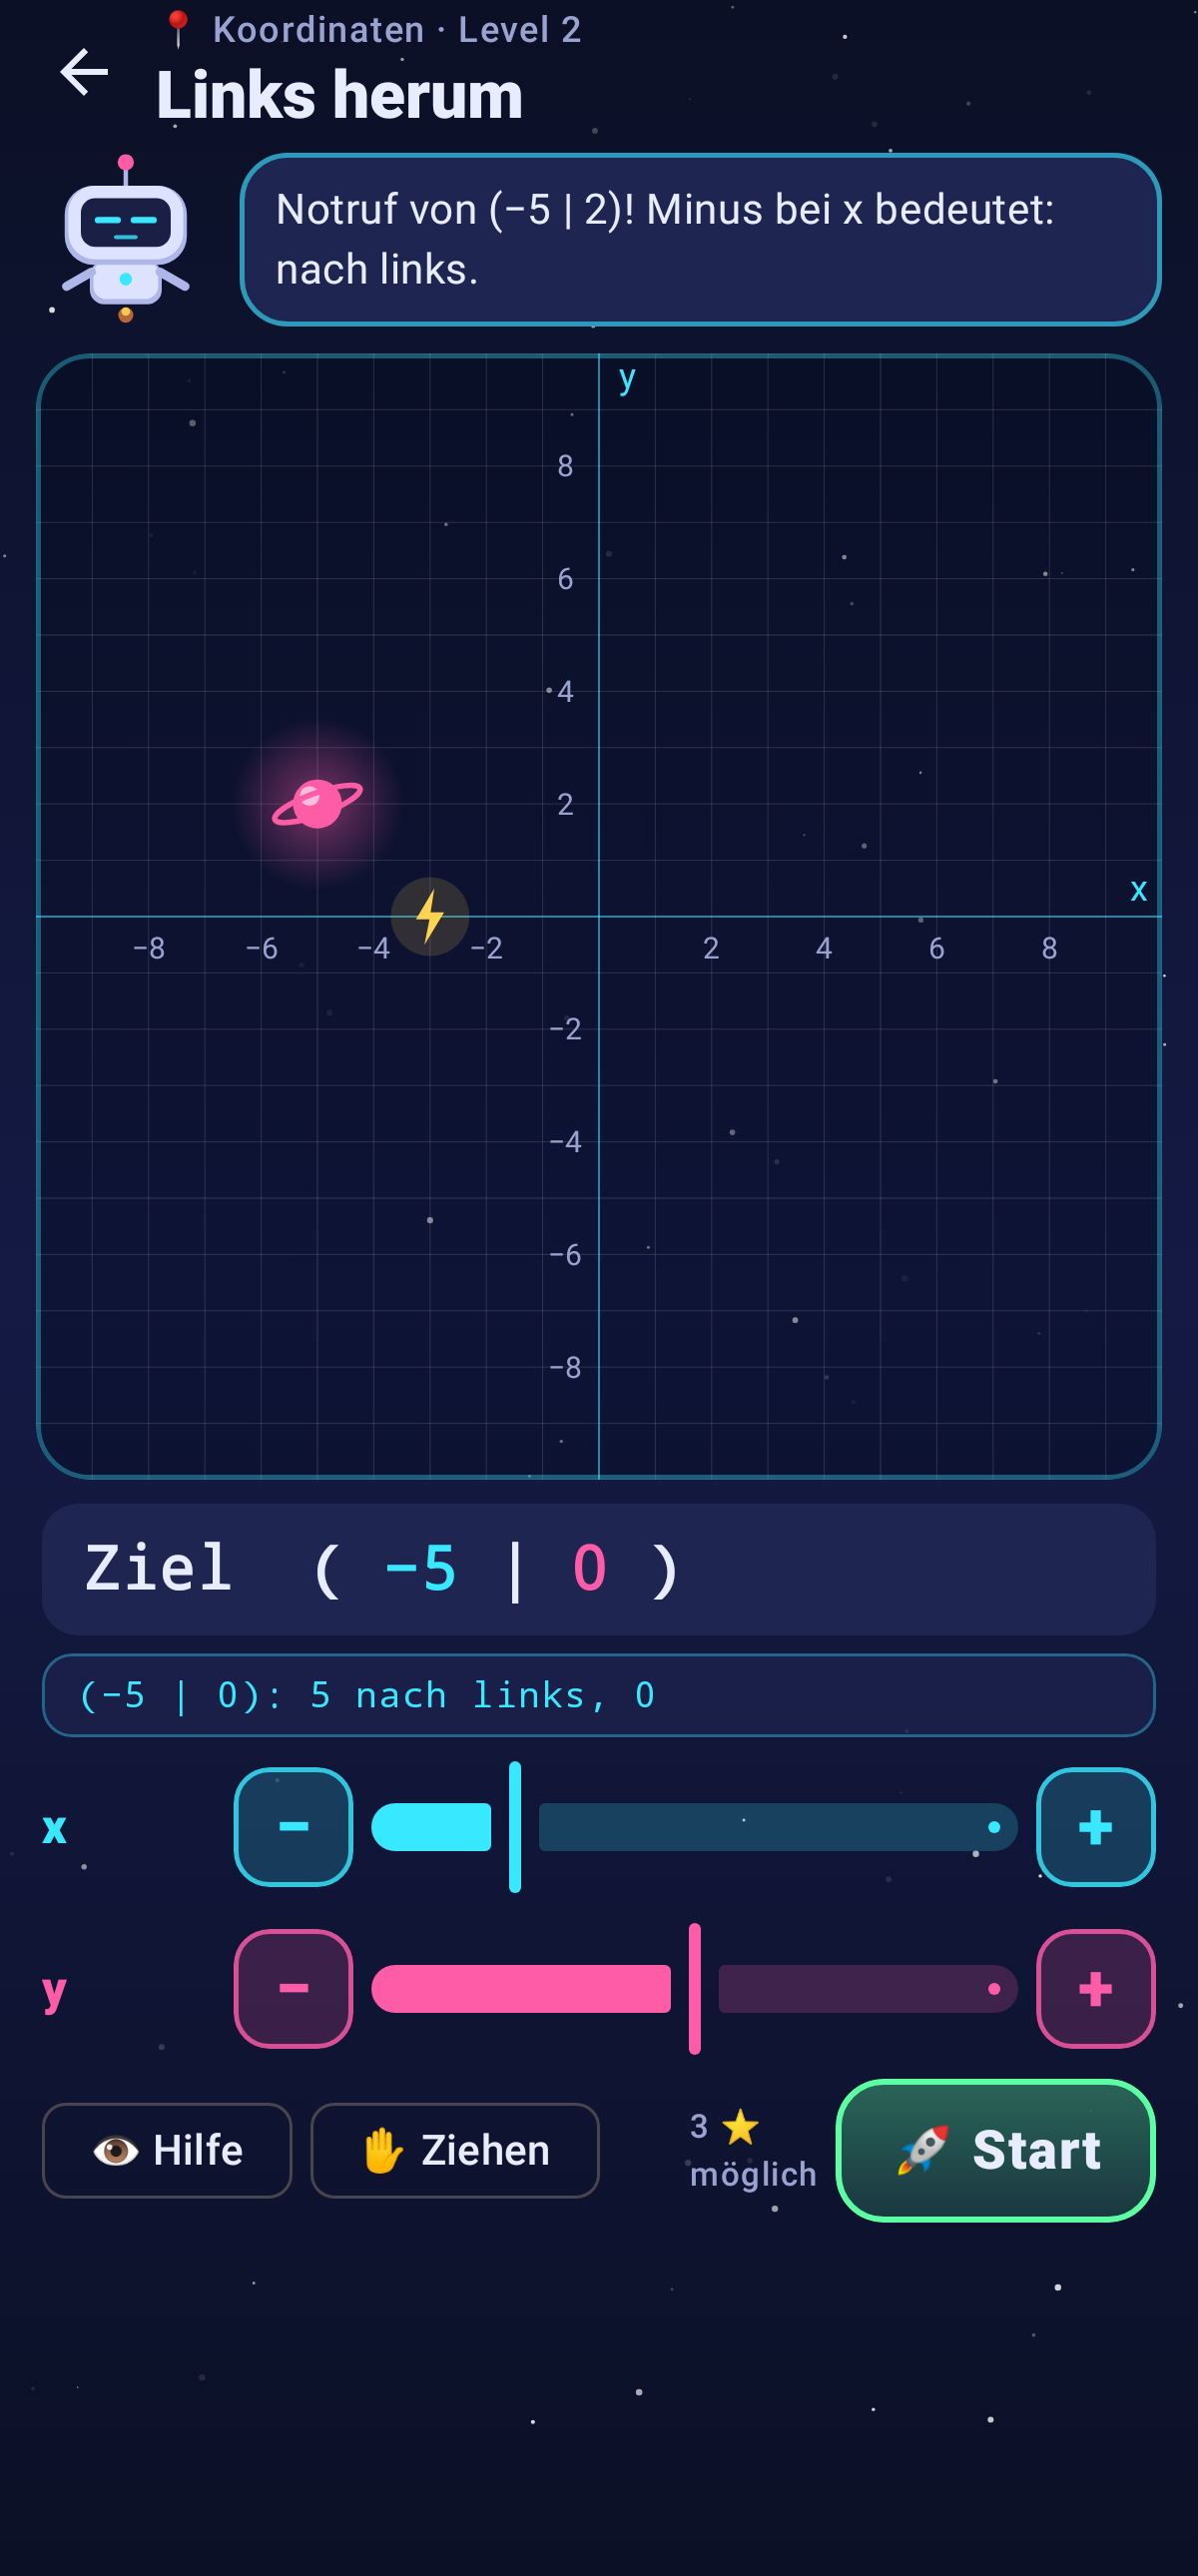 Koordinaten · Level 2
Links herum
Notruf von (−5 | 2)! Minus bei x bedeutet:
nach links.
y
8
6
4
2
x
−8 −6 −4 −2 2 4 6 8
−2
−4
−6
−8
Ziel ( −5 | 0 )
(−5 | 0): 5 nach links, 0
x − +
y − +
Hilfe Ziehen 3 möglich Start